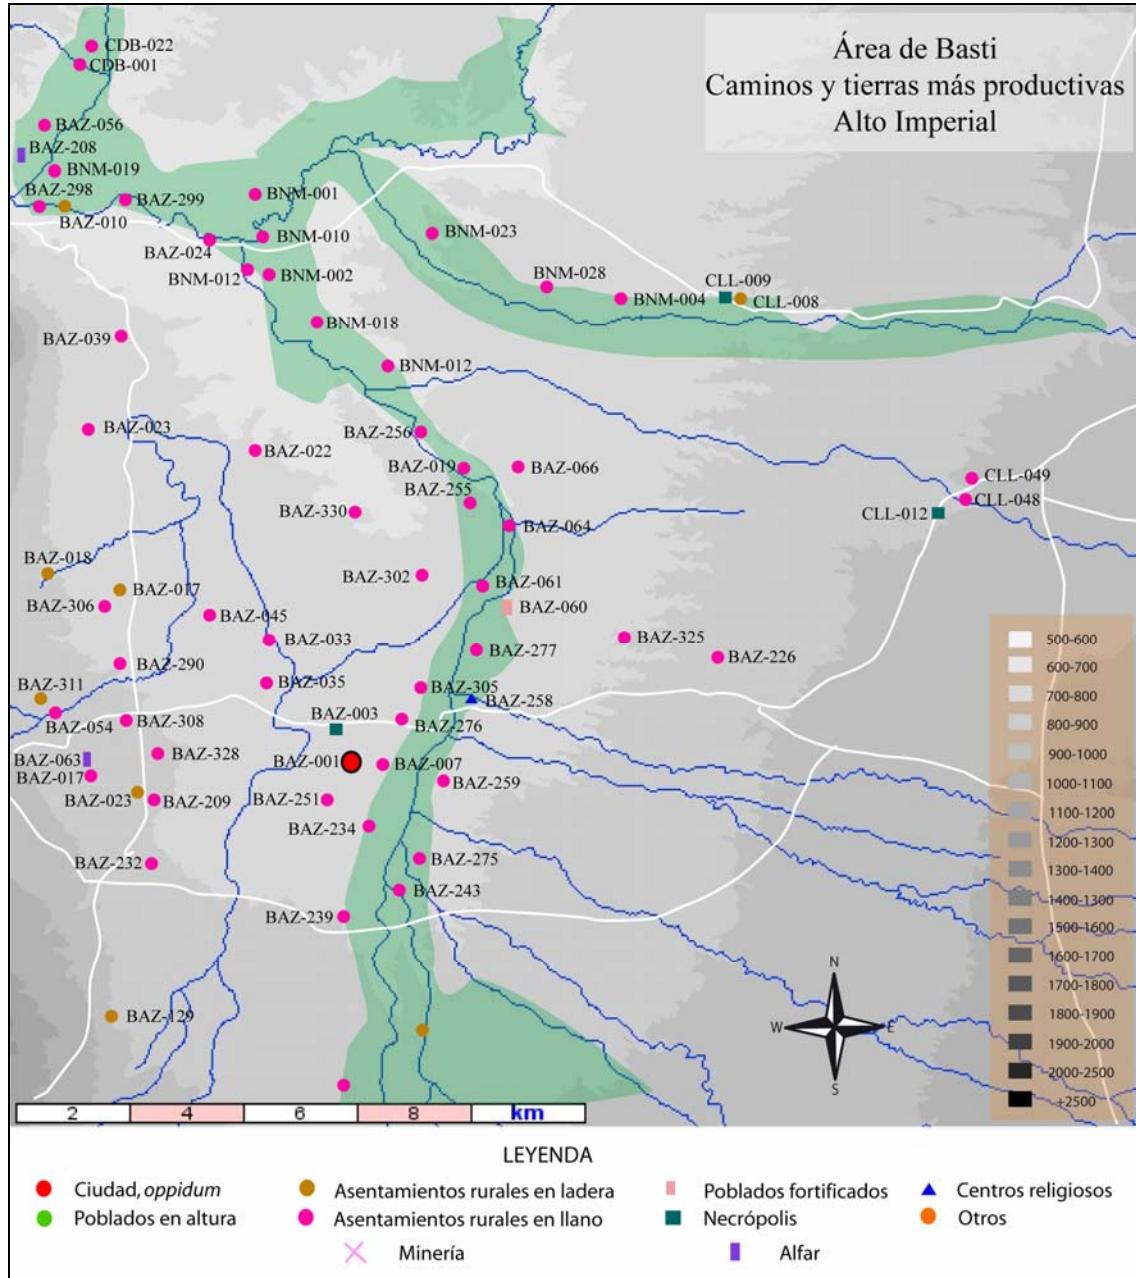 Área de Basti
Caminos y tierras más productivas
Alto Imperial
CDB-022
CDB-001
BAZ-056
BAZ-208
BNM-019
BAZ-298
BAZ-299
BAZ-010
BNM-001
BAZ-024
BNM-010
BNM-023
BNM-012
BNM-002
BNM-028
CLL-009
BNM-004
CLL-008
BNM-018
BAZ-039
BNM-012
BAZ-023
BAZ-256
BAZ-022
BAZ-019
BAZ-066
CLL-049
BAZ-255
CLL-048
BAZ-330
CLL-012
BAZ-064
BAZ-018
BAZ-302
BAZ-017
BAZ-061
BAZ-306
BAZ-060
BAZ-045
BAZ-033
BAZ-325
BAZ-277
BAZ-226
BAZ-290
BAZ-311
BAZ-035
BAZ-305
BAZ-258
BAZ-054
BAZ-308
BAZ-003
BAZ-276
BAZ-063
BAZ-328
BAZ-001
BAZ-007
BAZ-017
BAZ-259
BAZ-023
BAZ-209
BAZ-251
BAZ-234
BAZ-232
BAZ-275
BAZ-243
BAZ-239
BAZ-129
500-600
600-700
700-800
800-900
900-1000
1000-1100
1100-1200
1200-1300
1300-1400
1400-1300
1500-1600
1600-1700
1700-1800
1800-1900
1900-2000
2000-2500
+2500
N
W E
S
2 4 6 8 km
LEYENDA
Ciudad, oppidum
Asentamientos rurales en ladera
Poblados fortificados
Centros religiosos
Poblados en altura
Asentamientos rurales en llano
Necrópolis
Otros
Minería
Alfar